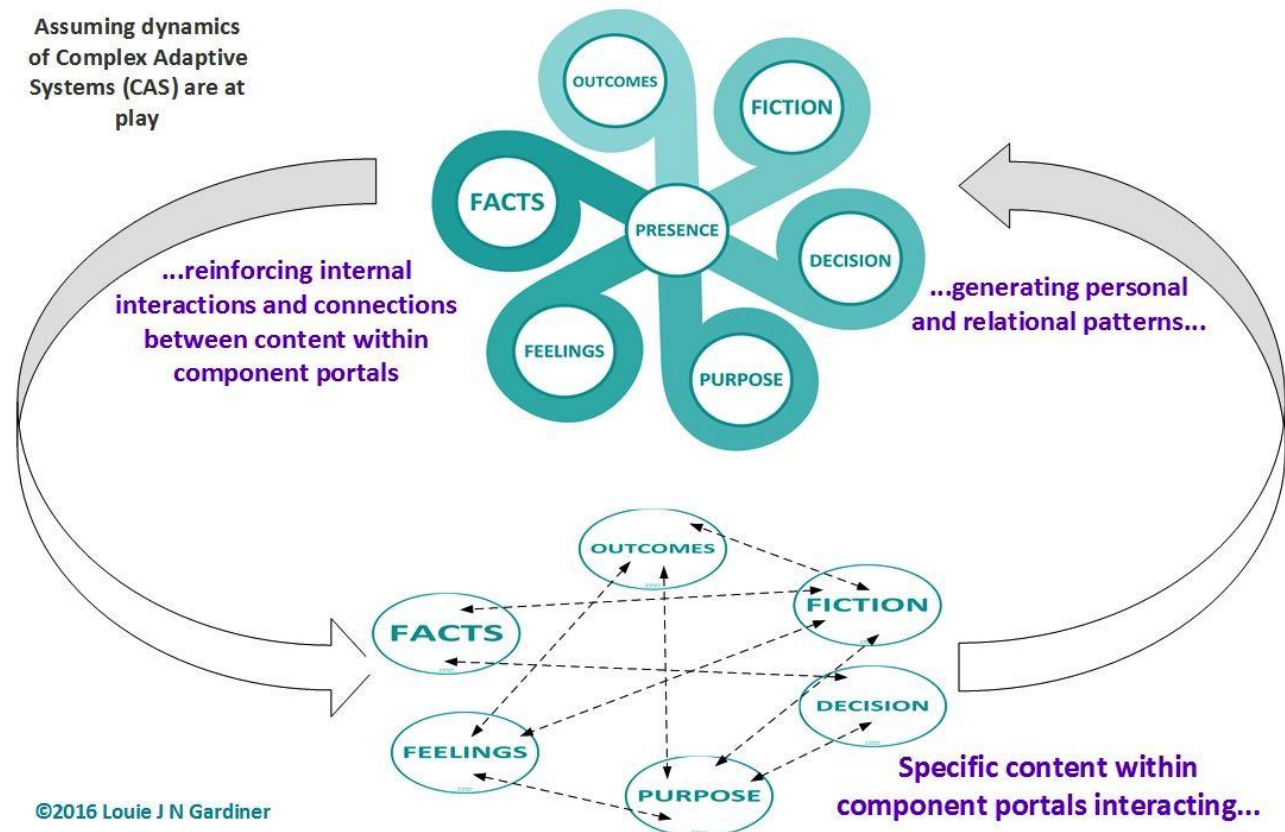 Assuming dynamics
of Complex Adaptive
Systems (CAS) are at
play
OUTCOMES
FICTION
FACTS
PRESENCE
DECISION
FEELINGS
PURPOSE
...reinforcing internal
interactions and connections
between content within
component portals
...generating personal
and relational patterns...
OUTCOMES
FICTION
FACTS
DECISION
FEELINGS
PURPOSE
Specific content within
component portals interacting...
©2016 Louie J N Gardiner